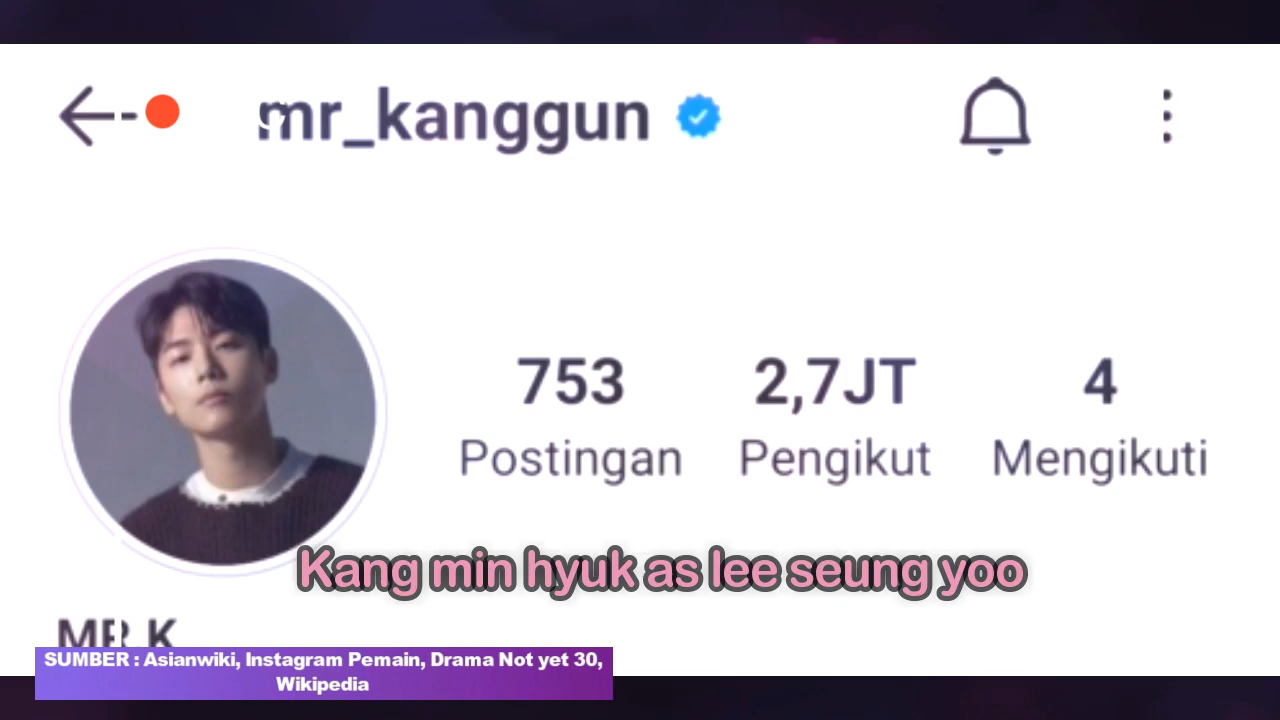 mr_kanggun
753 2,7JT 4
Postingan Pengikut Mengikuti
Kang min hyuk as lee seung yoo
MR K
SUMBER : Asianwiki, Instagram Pemain, Drama Not yet 30,
Wikipedia